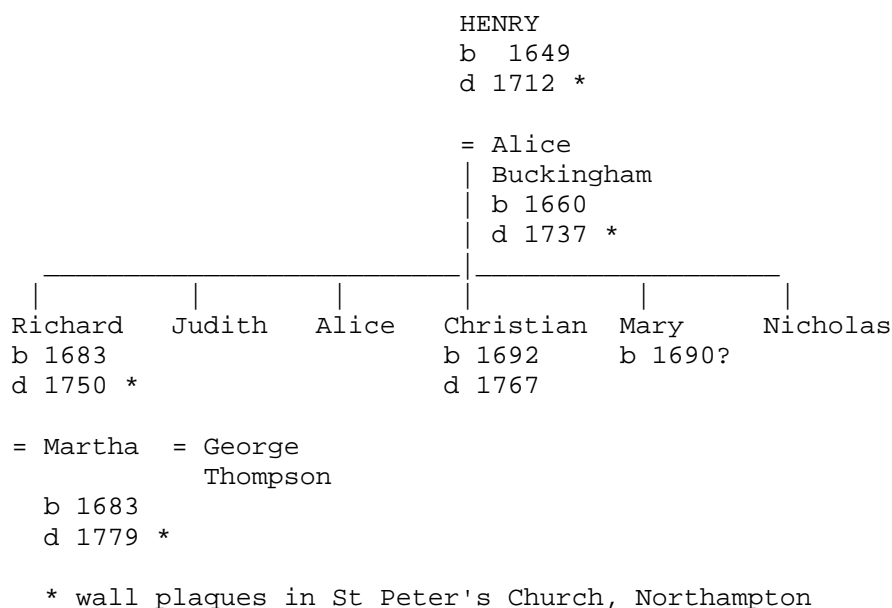 HENRY
b 1649
d 1712 *
= Alice
Buckingham
b 1660
d 1737 *
Richard Judith Alice Christian Mary Nicholas
b 1683 b 1692 b 1690?
d 1750 * d 1767
= Martha = George
Thompson
b 1683
d 1779 *
* wall plaques in St Peter's Church, Northampton